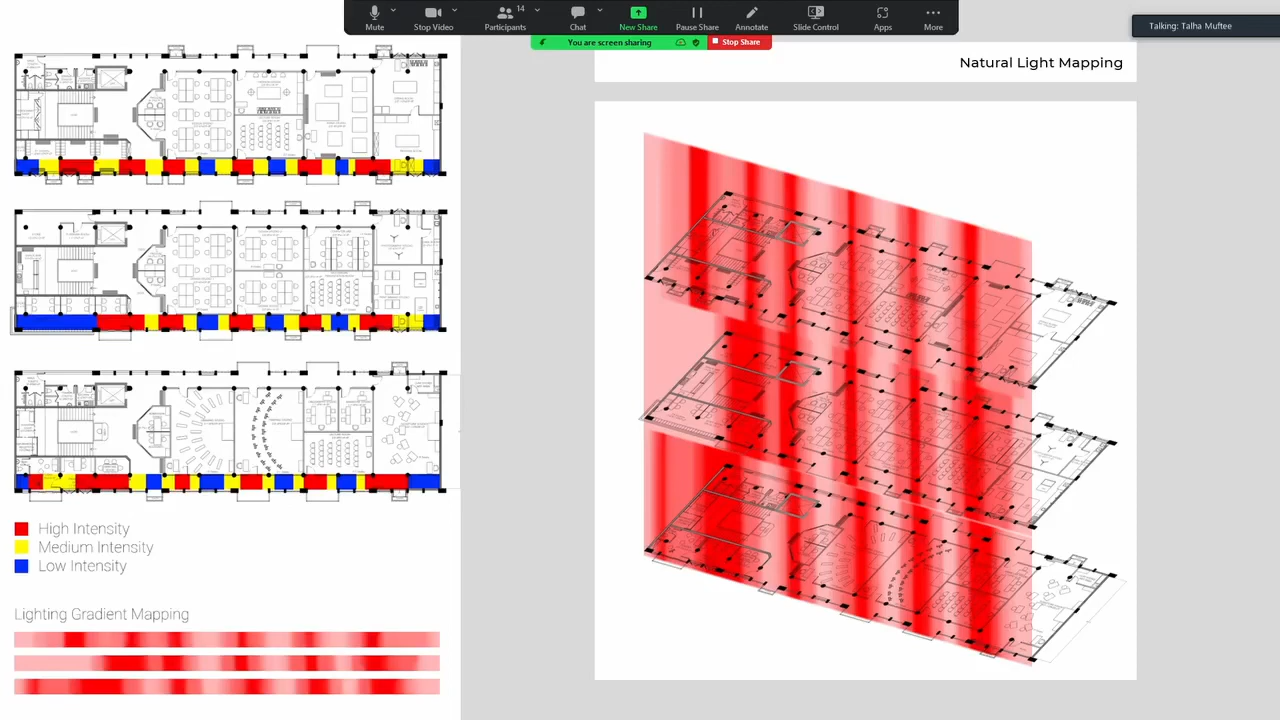 14
Mute
Stop Video
Participants
Chat
New Share
Pause Share
Annotate
Slide Control
Apps
More
You are screen sharing
Stop Share
Talking: Talha Muftee
Natural Light Mapping
High Intensity
Medium Intensity
Low Intensity
Lighting Gradient Mapping